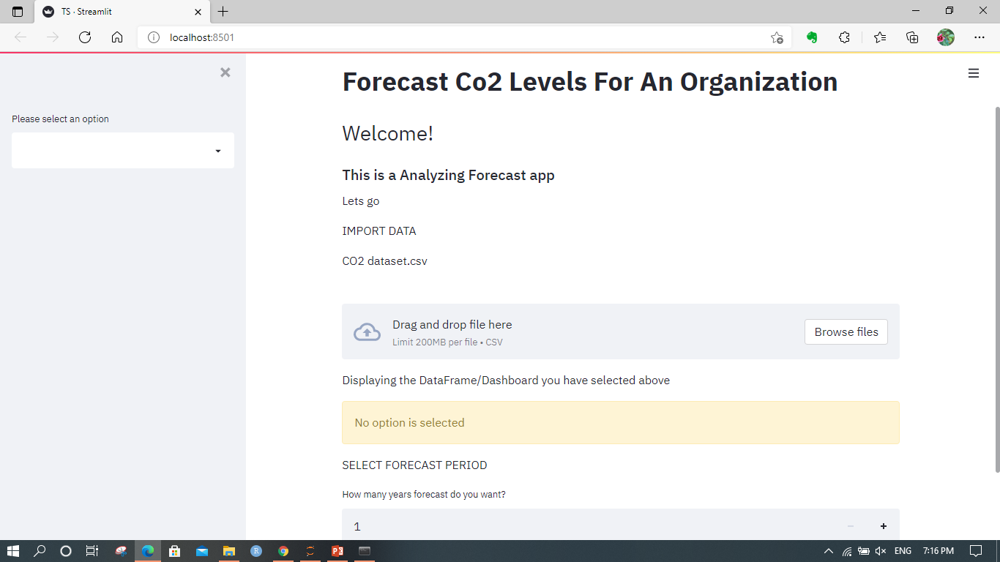 TS · Streamlit
localhost:8501
Please select an option
Forecast Co2 Levels For An Organization
Welcome!
This is a Analyzing Forecast app
Lets go
IMPORT DATA
CO2 dataset.csv
Drag and drop file here
Limit 200MB per file • CSV
Browse files
Displaying the DataFrame/Dashboard you have selected above
No option is selected
SELECT FORECAST PERIOD
How many years forecast do you want?
1
ENG
7:16 PM